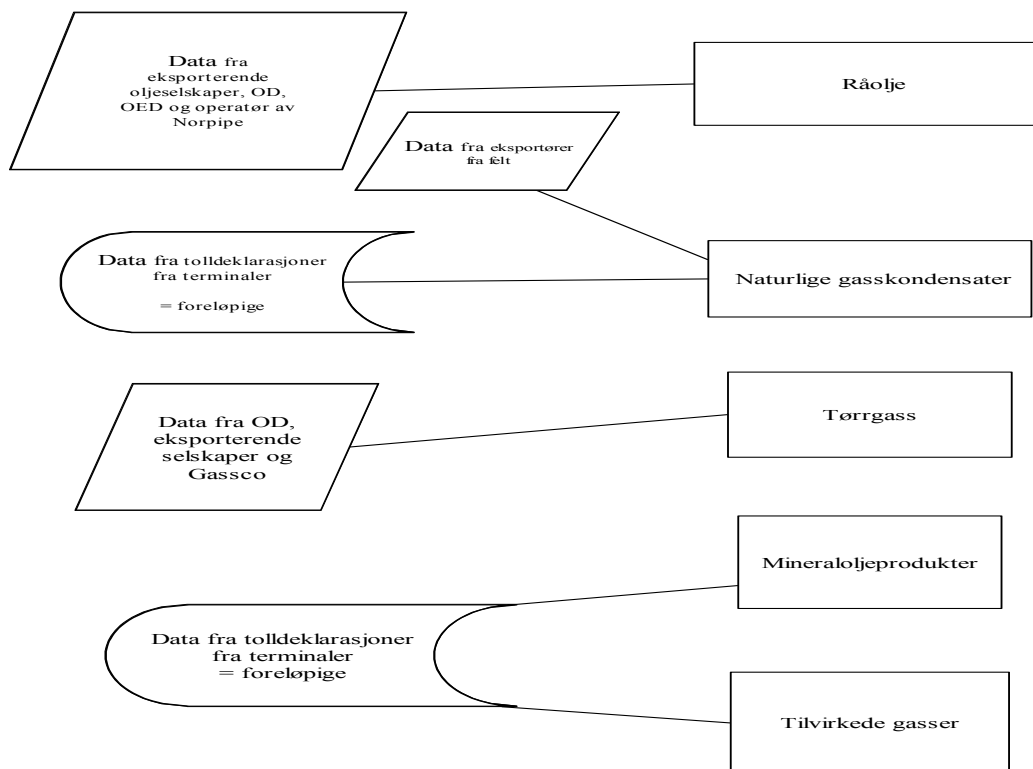 Data fra
eksporterende
oljeselskaper, OD,
OED og operatør av
Norpipe
Råolje
Data fra eksportører
fra felt
Data fra tolldeklarasjoner
fra terminaler
= foreløpige
Naturlige gasskondensater
Data fra OD,
eksporterende
selskaper og
Gassco
Tørrgass
Mineraloljeprodukter
Data fra tolldeklarasjoner
fra terminaler
= foreløpige
Tilvirkede gasser